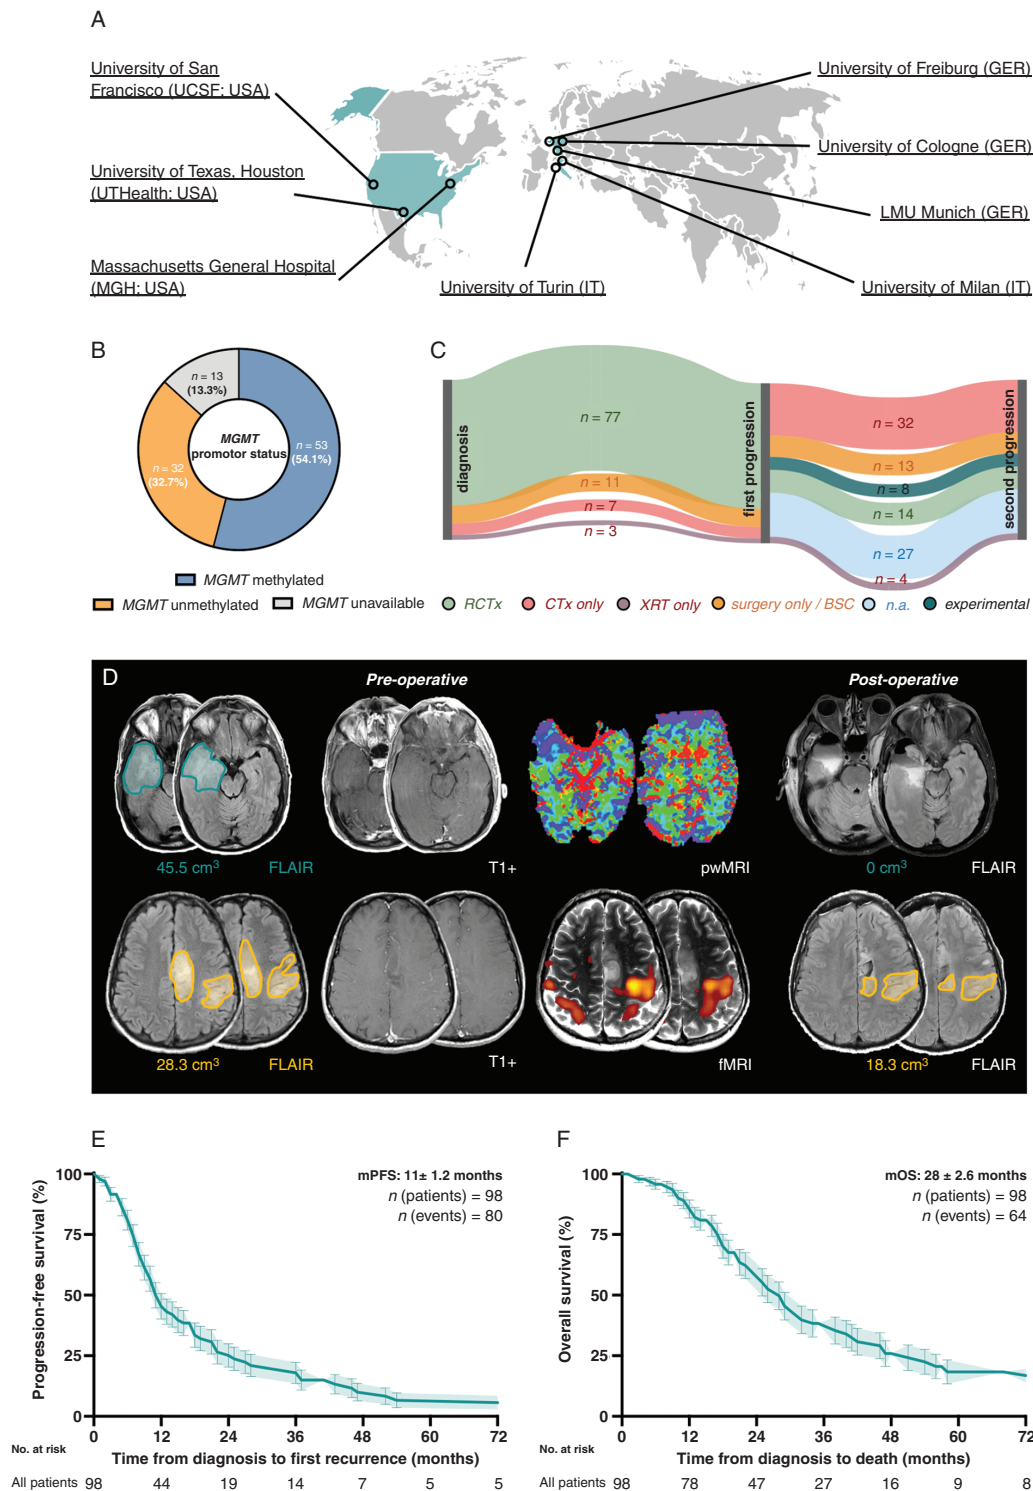 A
University of San
Francisco (UCSF; USA)
University of Texas, Houston
(UTHealth; USA)
Massachusetts General Hospital
(MGH; USA)
University of Turin (IT)
University of Freiburg (GER)
University of Cologne (GER)
LMU Munich (GER)
University of Milan (IT)
B
n = 13
(13.3%)
MGMT
promotor status
n = 53
(54.1%)
n = 32
(32.7%)
MGMT methylated
MGMT unmethylated
MGMT unavailable
C
diagnosis
n = 77
n = 11
n = 7
n = 3
first progression
n = 32
n = 13
n = 8
n = 14
n = 27
n = 4
second progression
RCTx
CTx only
XRT only
surgery only / BSC
n.a.
experimental
D
Pre-operative
Post-operative
45.5 cm³
FLAIR
T1+
pwMRI
0 cm³
FLAIR
28.3 cm³
FLAIR
T1+
fMRI
18.3 cm³
FLAIR
E
mPFS: 11± 1.2 months
n (patients) = 98
n (events) = 80
Progression-free survival (%)
100
75
50
25
0
0 12 24 36 48 60 72
Time from diagnosis to first recurrence (months)
No. at risk
All patients 98 44 19 14 7 5 5
F
mOS: 28 ± 2.6 months
n (patients) = 98
n (events) = 64
Overall survival (%)
100
75
50
25
0
0 12 24 36 48 60 72
Time from diagnosis to death (months)
No. at risk
All patients 98 78 47 27 16 9 8